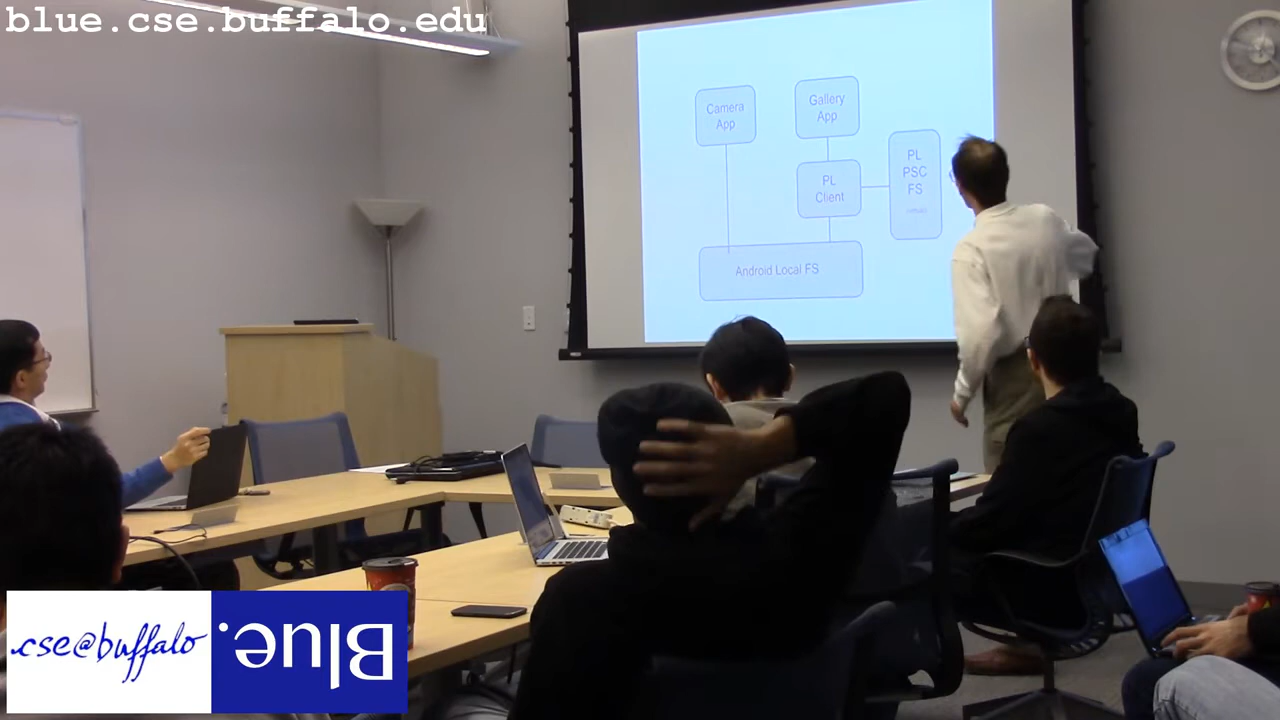 blue.cse.buffalo.edu
Camera
App
Gallery
App
PL
Client
PL
PSC
FS
Android Local FS
.cse@buffalo
Blue.